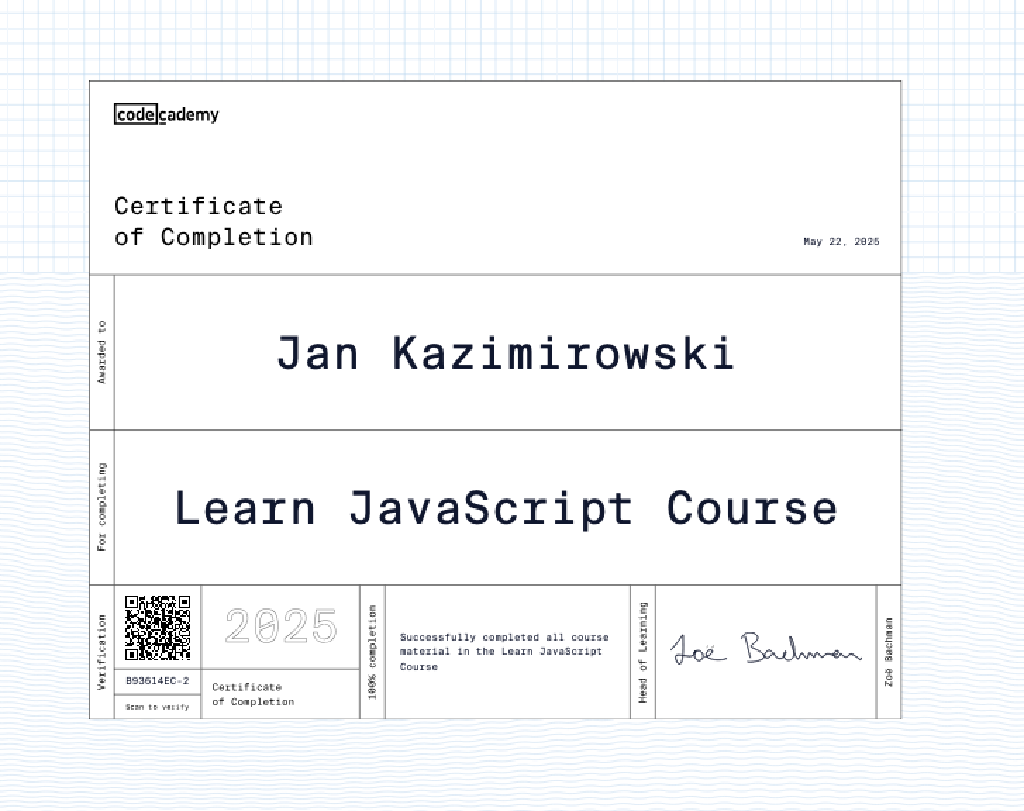 codecademy
Certificate
of Completion
May 22, 2025
Awarded to
Jan Kazimirowski
For completing
Learn JavaScript Course
Verification
B93614EC-2
Scan to verify
2025
Certificate
of Completion
100% completion
Successfully completed all course
material in the Learn JavaScript
Course
Head of Learning
Zoë Bachman
Zoë Bachman